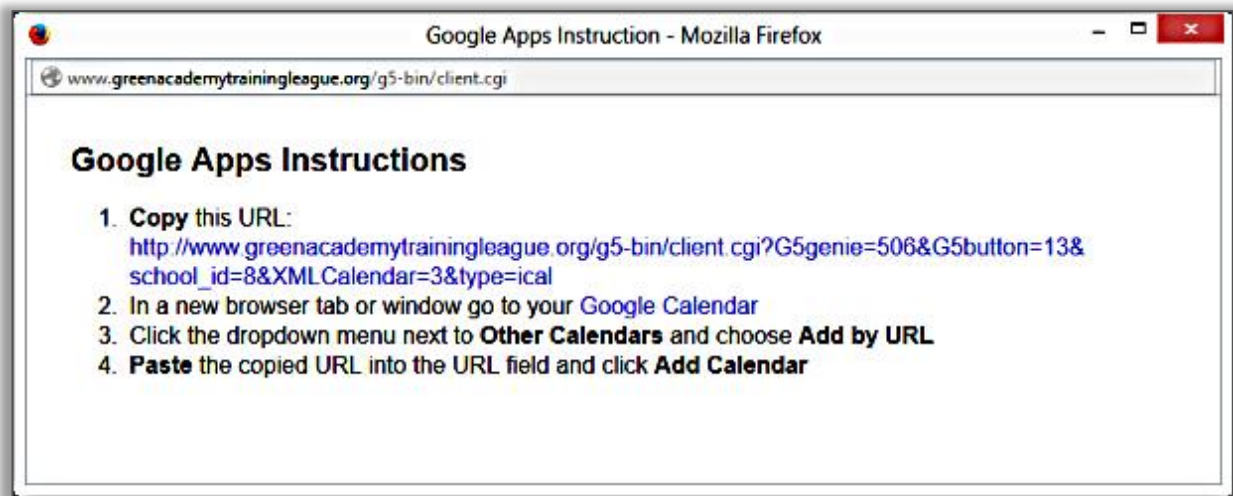 Google Apps Instruction - Mozilla Firefox
www.greenacademytrainingleague.org/g5-bin/client.cgi
Google Apps Instructions
1. Copy this URL:
http://www.greenacademytrainingleague.org/g5-bin/client.cgi?G5genie=506&G5button=13&
school_id=8&XMLCalendar=3&type=ical
2. In a new browser tab or window go to your Google Calendar
3. Click the dropdown menu next to Other Calendars and choose Add by URL
4. Paste the copied URL into the URL field and click Add Calendar